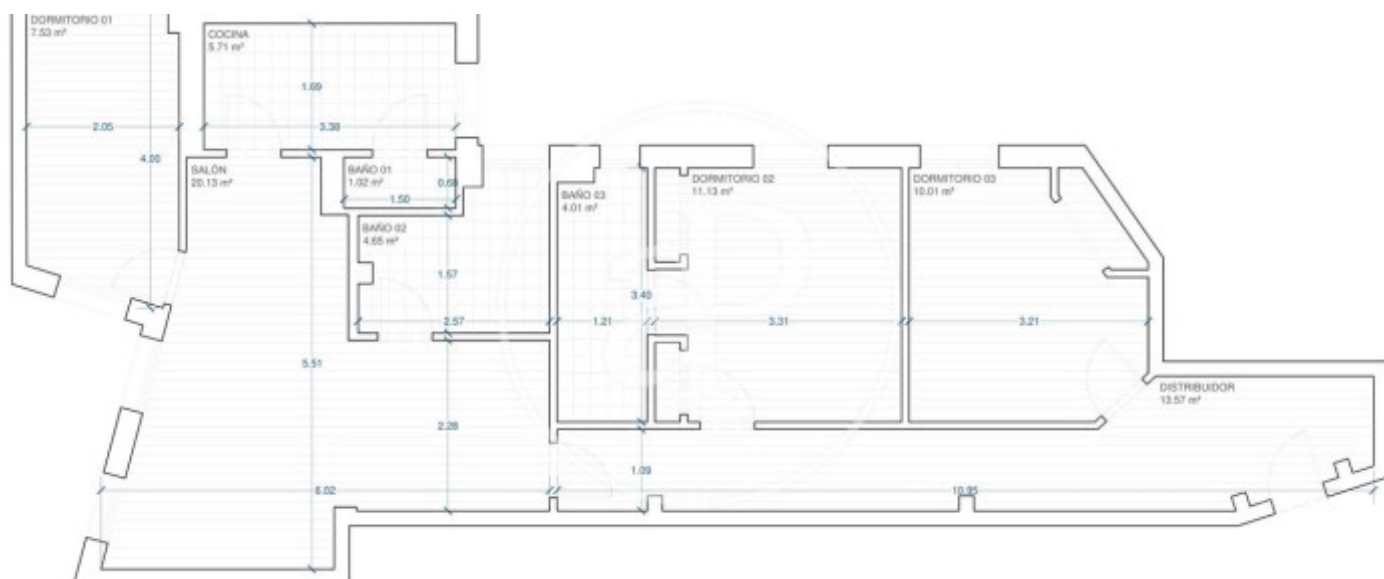 DORMITORIO 01
7.53 m²
COCINA
5.71 m²
1.69
2.05
3.38
4.06
SALÓN
20.13 m²
BAÑO 01
1.02 m²
0.68
1.50
DORMITORIO 02
11.13 m²
DORMITORIO 03
10.01 m²
BAÑO 03
4.01 m²
BAÑO 02
4.65 m²
1.57
3.40
2.57
1.21
3.31
3.21
5.51
DISTRIBUIDOR
13.57 m²
2.28
1.09
6.02
10.95